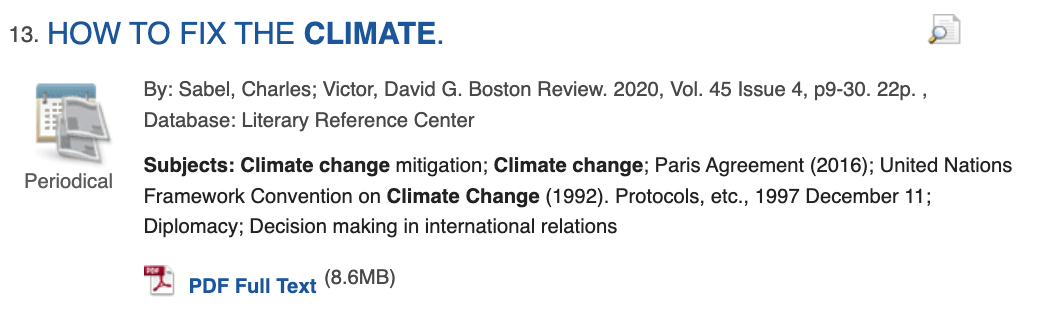 13. HOW TO FIX THE CLIMATE.
By: Sabel, Charles; Victor, David G. Boston Review. 2020, Vol. 45 Issue 4, p9-30. 22p. ,
Database: Literary Reference Center
Periodical
Subjects: Climate change mitigation; Climate change; Paris Agreement (2016); United Nations
Framework Convention on Climate Change (1992). Protocols, etc., 1997 December 11;
Diplomacy; Decision making in international relations
PDF
PDF Full Text (8.6MB)